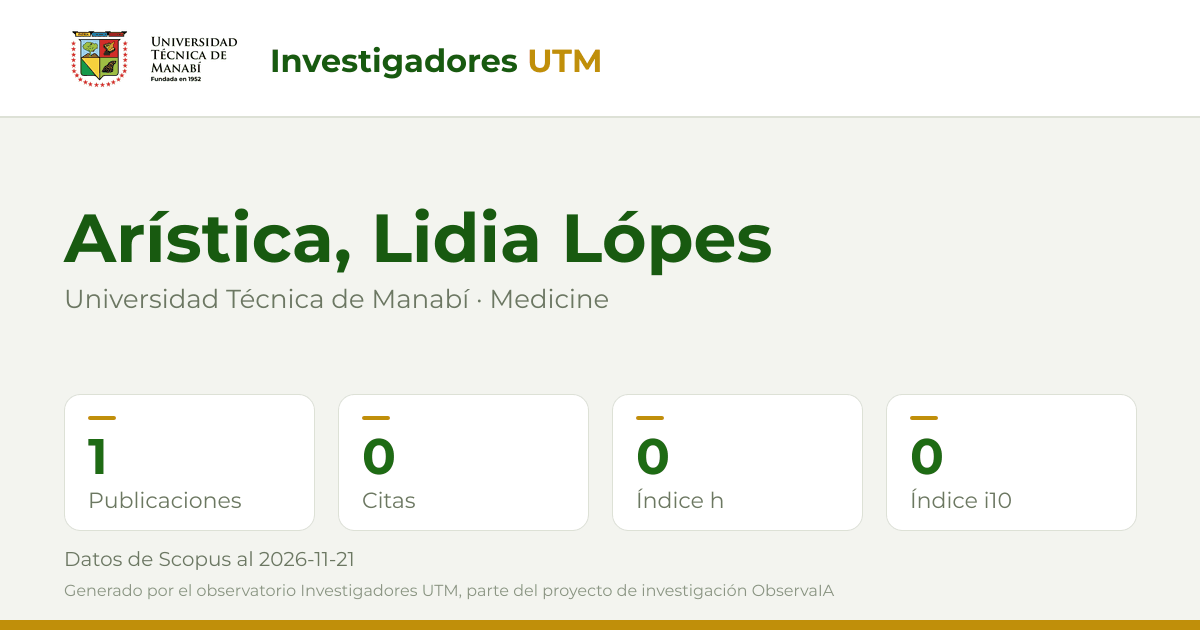 UNIVERSIDAD
TÉCNICA DE
MANABÍ
Fundada en 1952
Investigadores UTM
Arística, Lidia Lópes
Universidad Técnica de Manabí · Medicine
1
Publicaciones
0
Citas
0
Índice h
0
Índice i10
Datos de Scopus al 2026-11-21
Generado por el observatorio Investigadores UTM, parte del proyecto de investigación ObservaIA